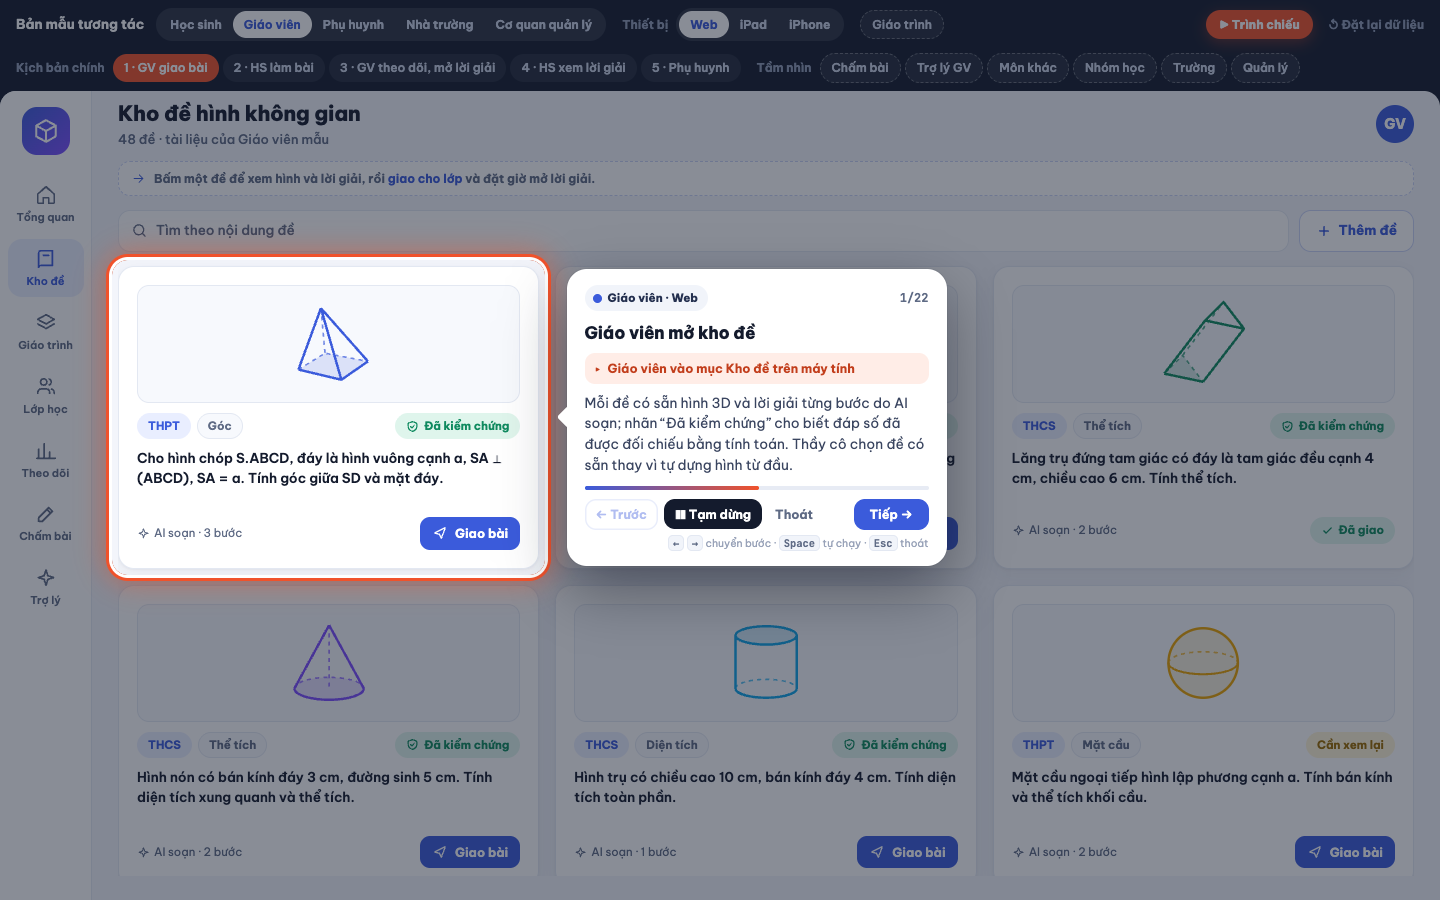 Bản mẫu tương tác
Học sinh
Giáo viên
Phụ huynh
Nhà trường
Cơ quan quản lý
Thiết bị
Web
iPad
iPhone
Giáo trình
Trình chiếu
Đặt lại dữ liệu
Kịch bản chính
1 · GV giao bài
2 · HS làm bài
3 · GV theo dõi, mở lời giải
4 · HS xem lời giải
5 · Phụ huynh
Tầm nhìn
Chấm bài
Trợ lý GV
Môn khác
Nhóm học
Trường
Quản lý
Kho đề hình không gian
48 đề · tài liệu của Giáo viên mẫu
GV
→ Bấm một đề để xem hình và lời giải, rồi giao cho lớp và đặt giờ mở lời giải.
Tìm theo nội dung đề
+ Thêm đề
Tổng quan
Kho đề
Giáo trình
Lớp học
Theo dõi
Chấm bài
Trợ lý
THPT
Góc
Đã kiểm chứng
Cho hình chóp S.ABCD, đáy là hình vuông cạnh a, SA ⊥
(ABCD), SA = a. Tính góc giữa SD và mặt đáy.
AI soạn · 3 bước
Giao bài
Giáo viên · Web
1/22
Giáo viên mở kho đề
▸ Giáo viên vào mục Kho đề trên máy tính
Mỗi đề có sẵn hình 3D và lời giải từng bước do AI
soạn; nhãn “Đã kiểm chứng” cho biết đáp số đã
được đối chiếu bằng tính toán. Thầy cô chọn đề có
sẵn thay vì tự dựng hình từ đầu.
← Trước
Tạm dừng
Thoát
Tiếp →
← → chuyển bước · Space tự chạy · Esc thoát
THCS
Thể tích
Đã kiểm chứng
Lăng trụ đứng tam giác có đáy là tam giác đều cạnh 4
cm, chiều cao 6 cm. Tính thể tích.
AI soạn · 2 bước
Đã giao
THCS
Thể tích
Đã kiểm chứng
Hình nón có bán kính đáy 3 cm, đường sinh 5 cm. Tính
diện tích xung quanh và thể tích.
AI soạn · 2 bước
Giao bài
THCS
Diện tích
Đã kiểm chứng
Hình trụ có chiều cao 10 cm, bán kính đáy 4 cm. Tính diện
tích toàn phần.
AI soạn · 1 bước
Giao bài
THPT
Mặt cầu
Cần xem lại
Mặt cầu ngoại tiếp hình lập phương cạnh a. Tính bán kính
và thể tích khối cầu.
AI soạn · 2 bước
Giao bài